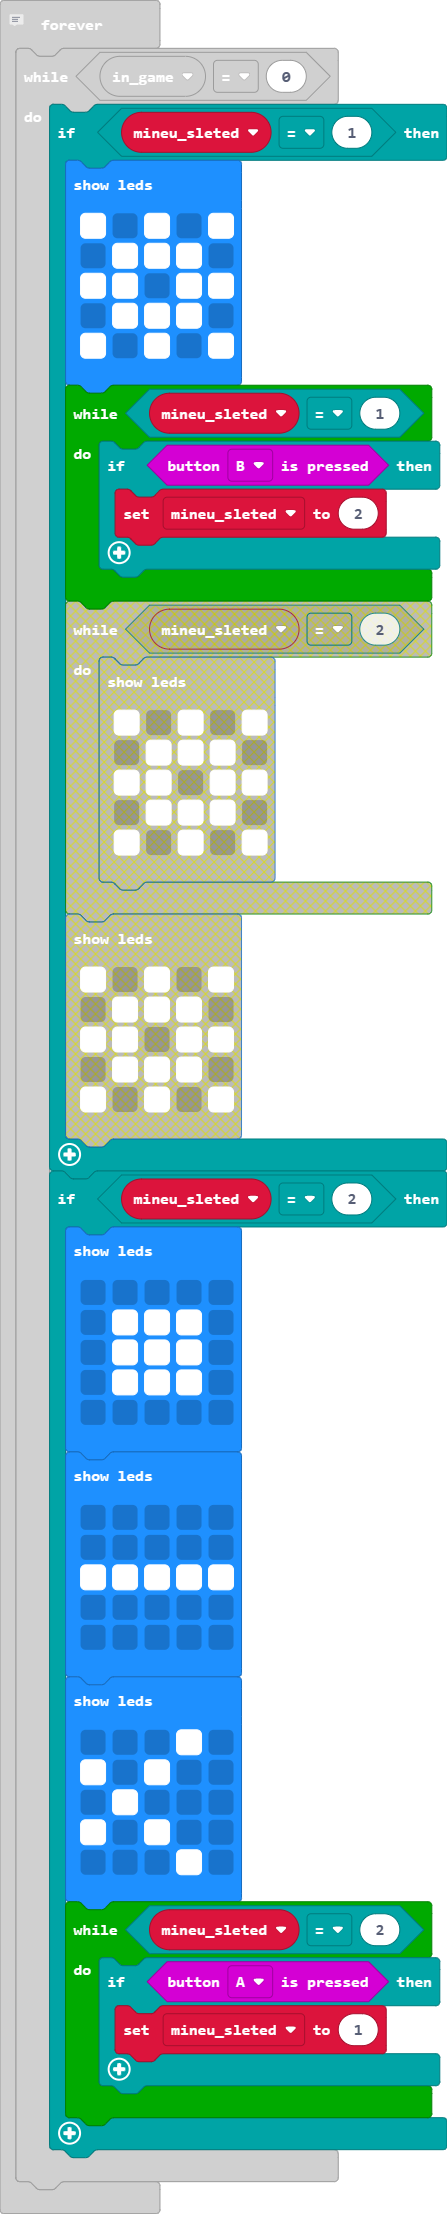 forever
while in_game = 0
do
if mineu_sleted = 1 then
show leds
while mineu_sleted = 1
do if button B is pressed then
set mineu_sleted to 2
while mineu_sleted = 2
do show leds
show leds
if mineu_sleted = 2 then
show leds
show leds
show leds
while mineu_sleted = 2
do if button A is pressed then
set mineu_sleted to 1